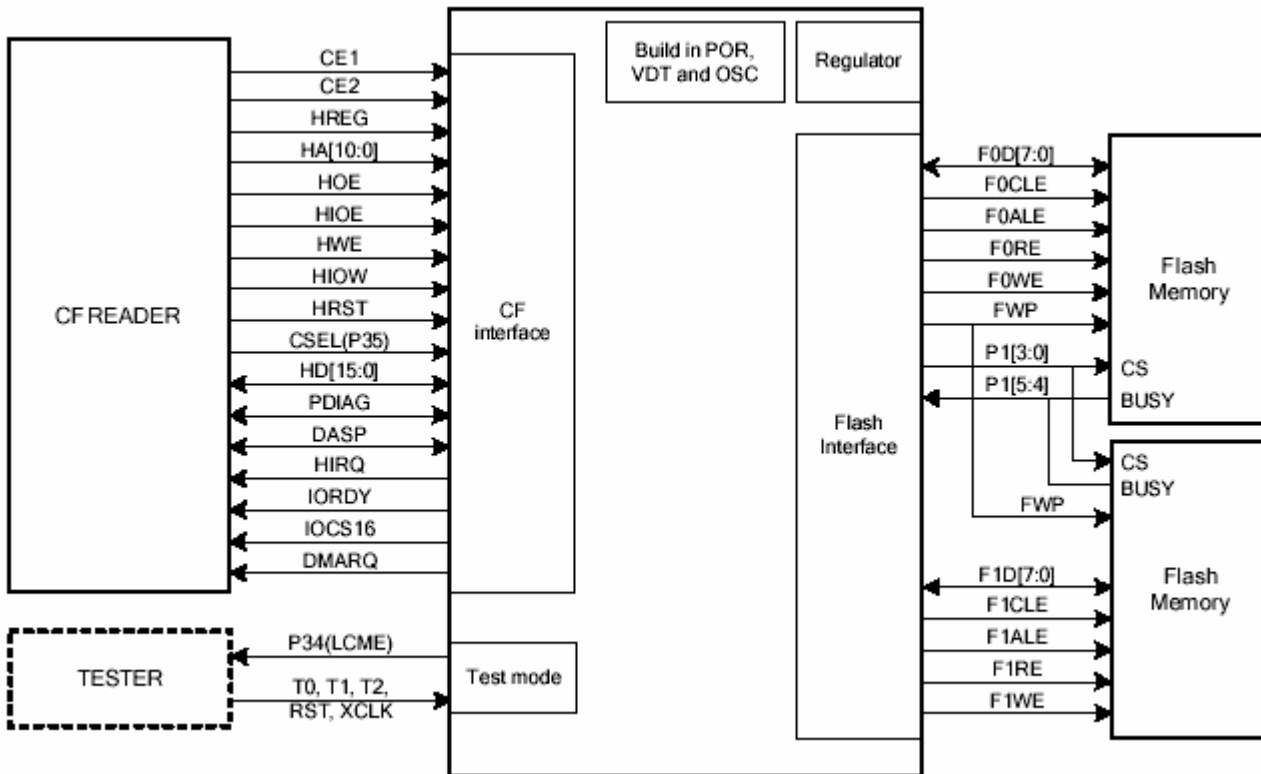 CF READER
CE1
CE2
HREG
HA[10:0]
HOE
HIOE
HWE
HIOW
HRST
CSEL(P35)
HD[15:0]
PDIAG
DASP
HIRQ
IORDY
IOCS16
DMARQ
CF
interface
TESTER
P34(LCME)
T0, T1, T2,
RST, XCLK
Test mode
Build in POR,
VDT and OSC
Regulator
Flash
Interface
F0D[7:0]
F0CLE
F0ALE
F0RE
F0WE
FWP
P1[3:0]
P1[5:4]
Flash
Memory
CS
BUSY
CS
BUSY
FWP
F1D[7:0]
F1CLE
F1ALE
F1RE
F1WE
Flash
Memory